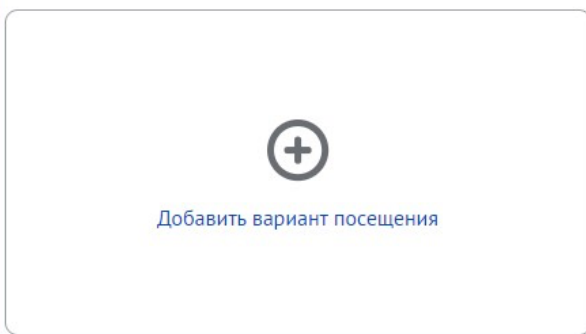 Добавить вариант посещения